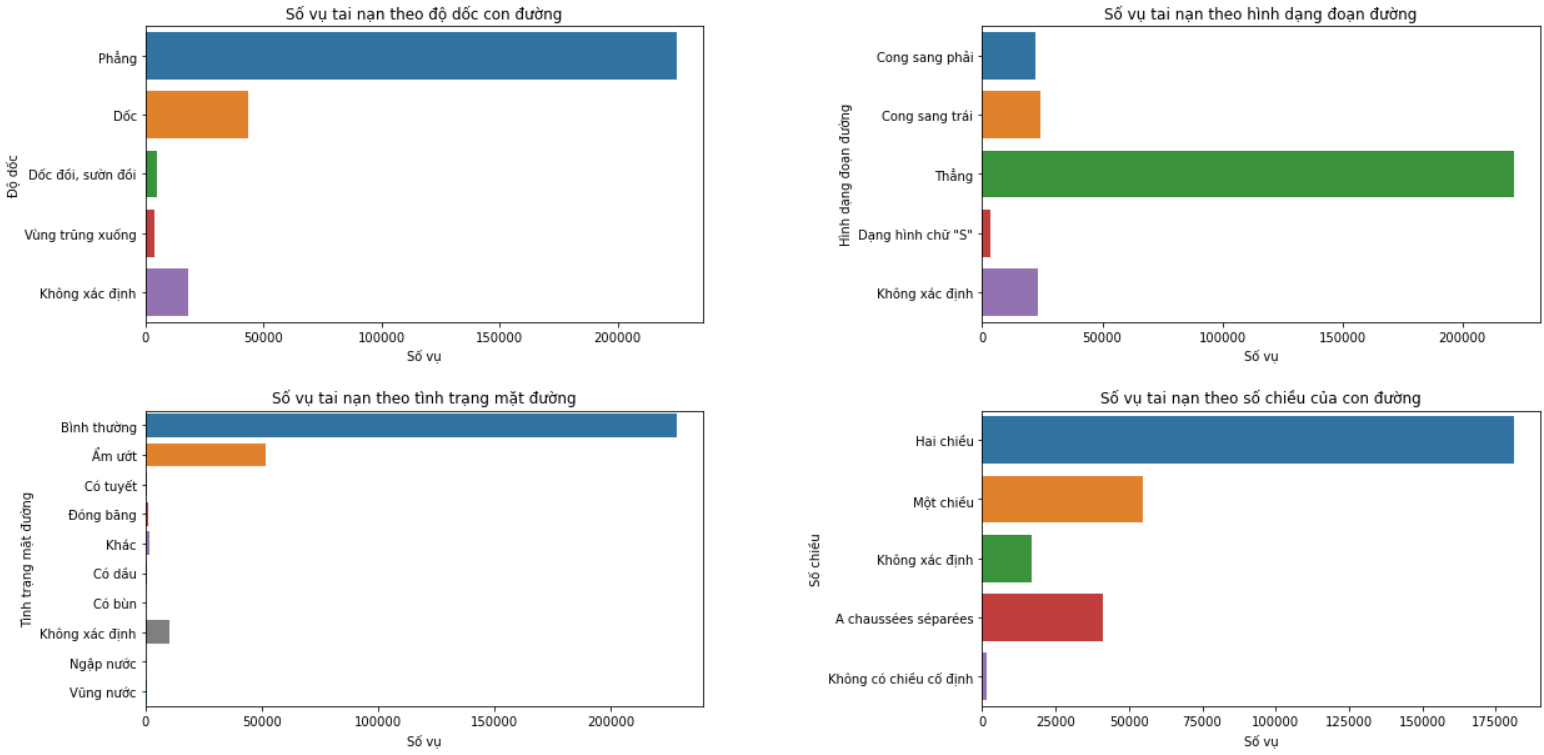 Số vụ tai nạn theo độ dốc con đường
Phẳng
Dốc
Dốc đồi, sườn đồi
Vùng trũng xuống
Không xác định
Độ dốc
0 50000 100000 150000 200000
Số vụ
Số vụ tai nạn theo hình dạng đoạn đường
Cong sang phải
Cong sang trái
Thẳng
Dạng hình chữ "S"
Không xác định
Hình dạng đoạn đường
0 50000 100000 150000 200000
Số vụ
Số vụ tai nạn theo tình trạng mặt đường
Bình thường
Ẩm ướt
Có tuyết
Đóng băng
Khác
Có dầu
Có bùn
Không xác định
Ngập nước
Vũng nước
Tình trạng mặt đường
0 50000 100000 150000 200000
Số vụ
Số vụ tai nạn theo số chiều của con đường
Hai chiều
Một chiều
Không xác định
A chaussées séparées
Không có chiều cố định
Số chiều
0 25000 50000 75000 100000 125000 150000 175000
Số vụ